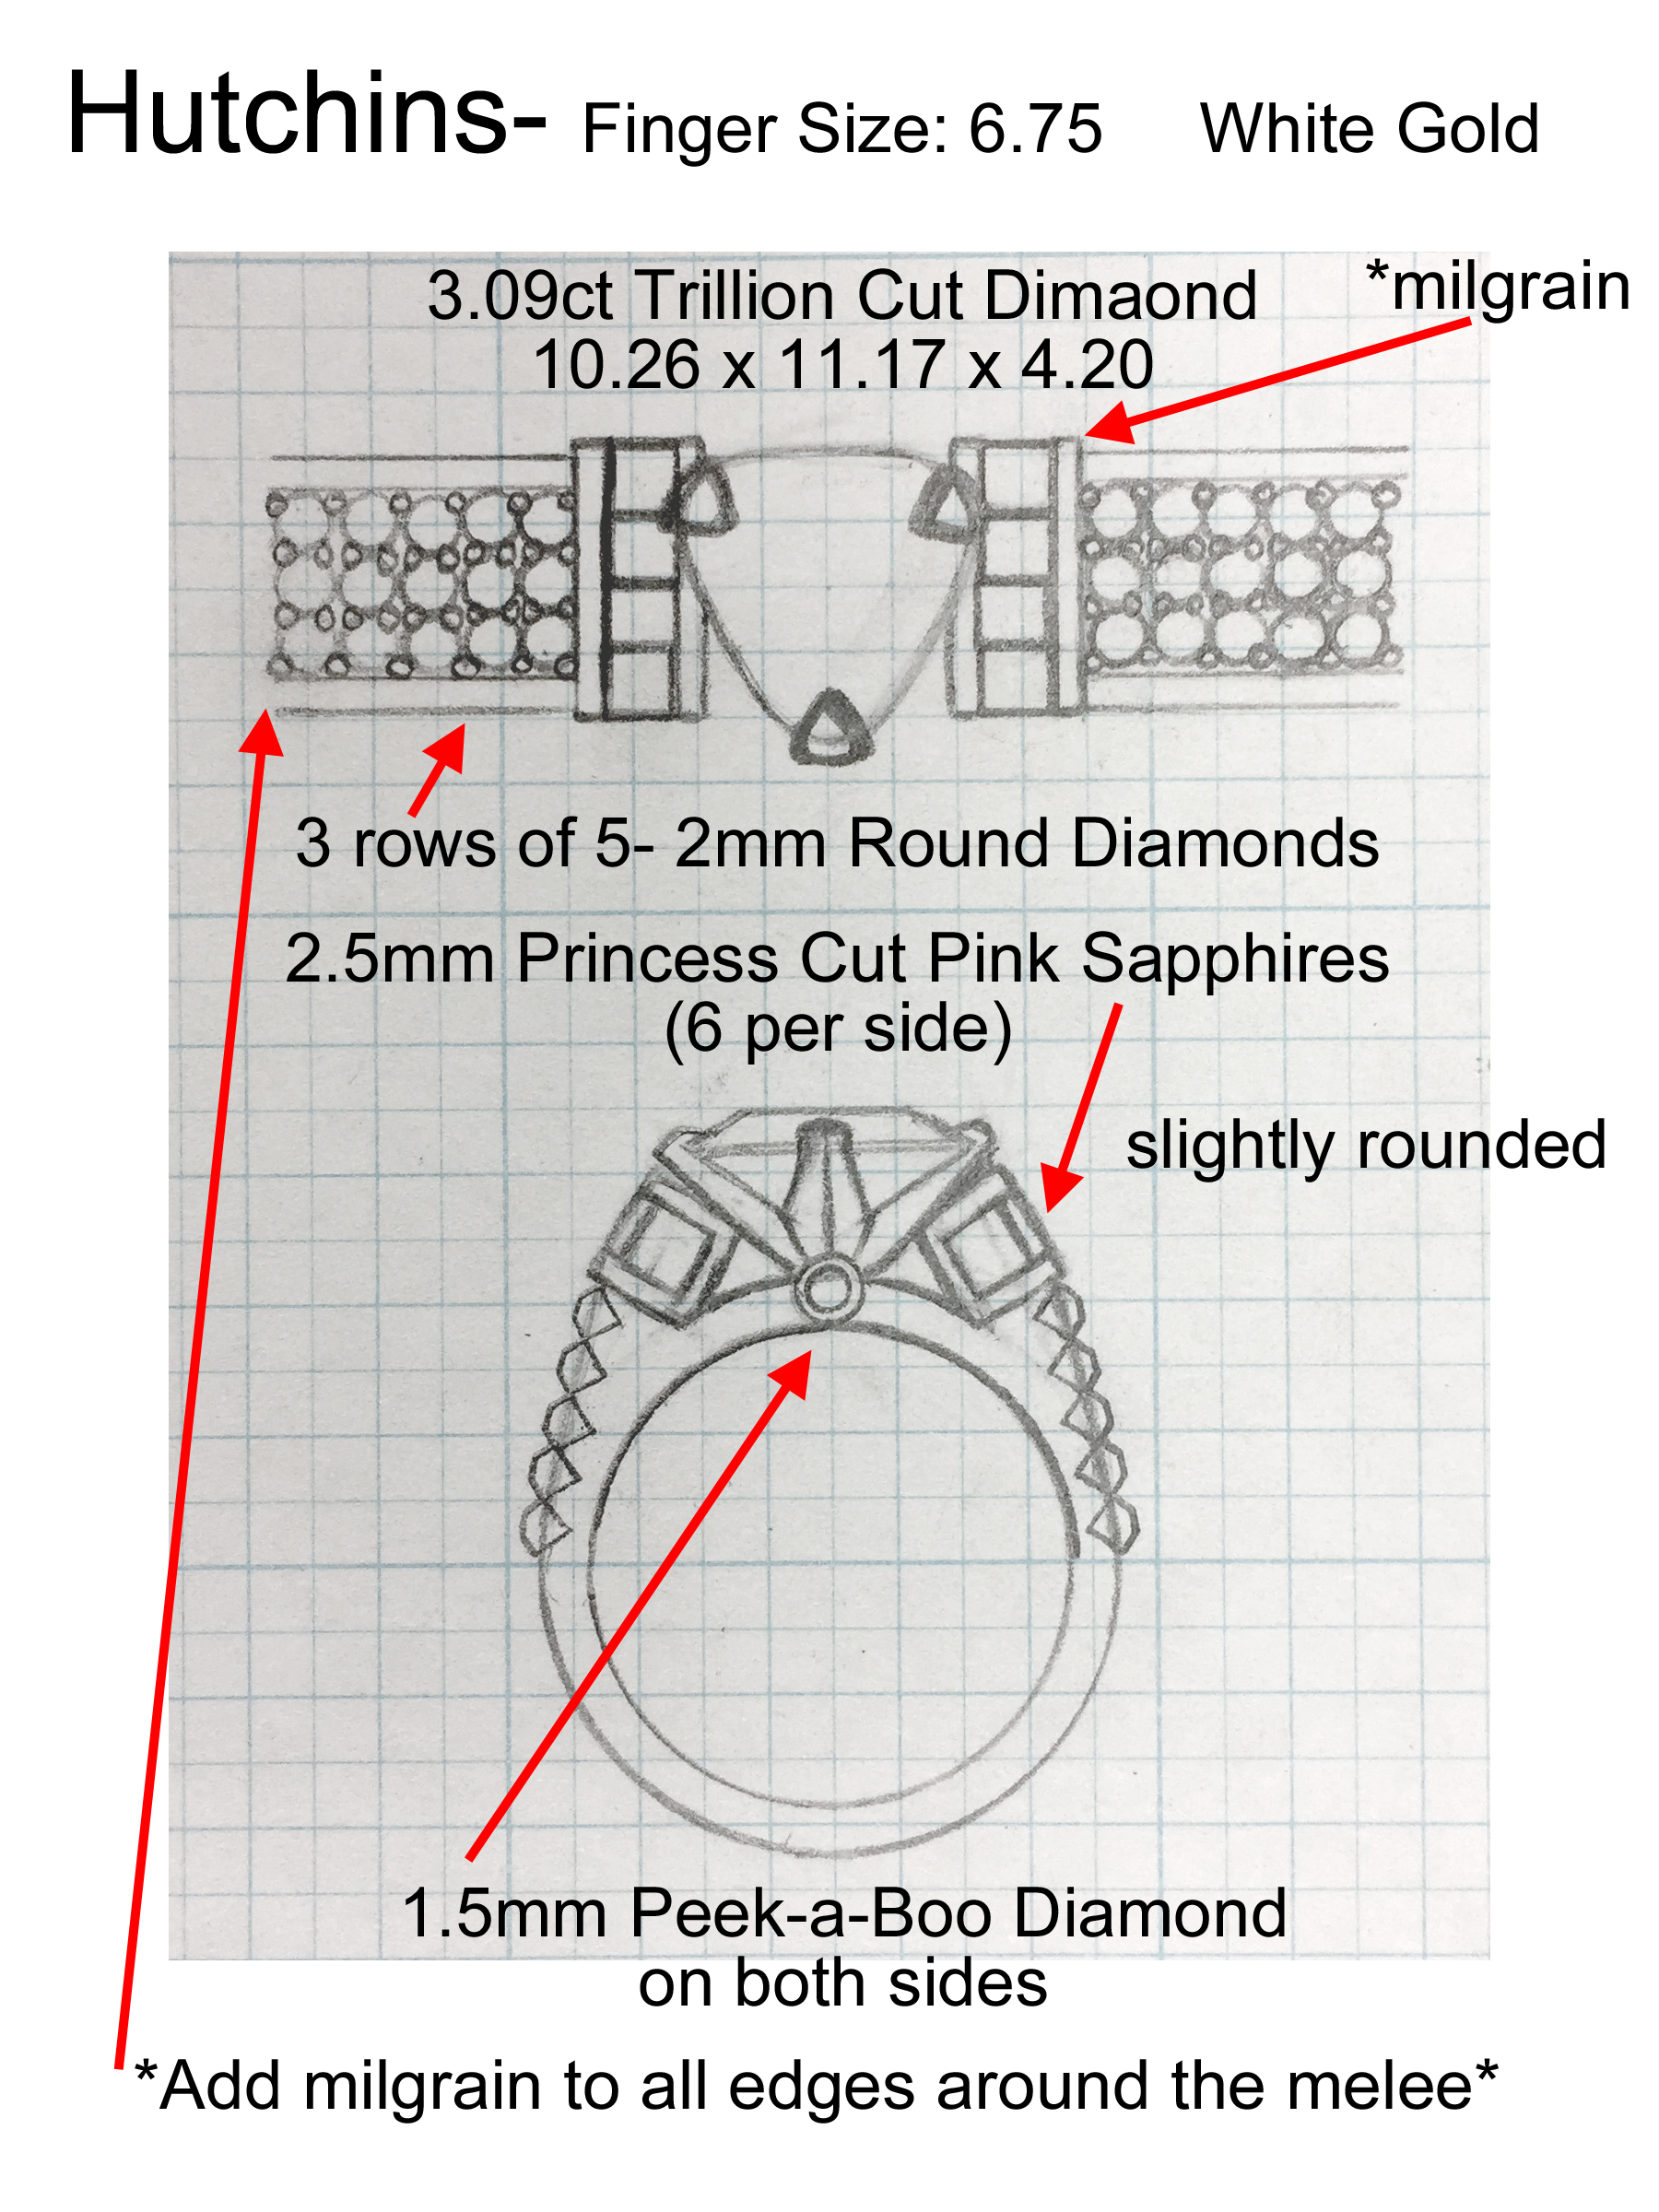 Hutchins- Finger Size: 6.75 White Gold
3.09ct Trillion Cut Dimaond
10.26 x 11.17 x 4.20
*milgrain
3 rows of 5- 2mm Round Diamonds
2.5mm Princess Cut Pink Sapphires
(6 per side)
slightly rounded
1.5mm Peek-a-Boo Diamond
on both sides
*Add milgrain to all edges around the melee*